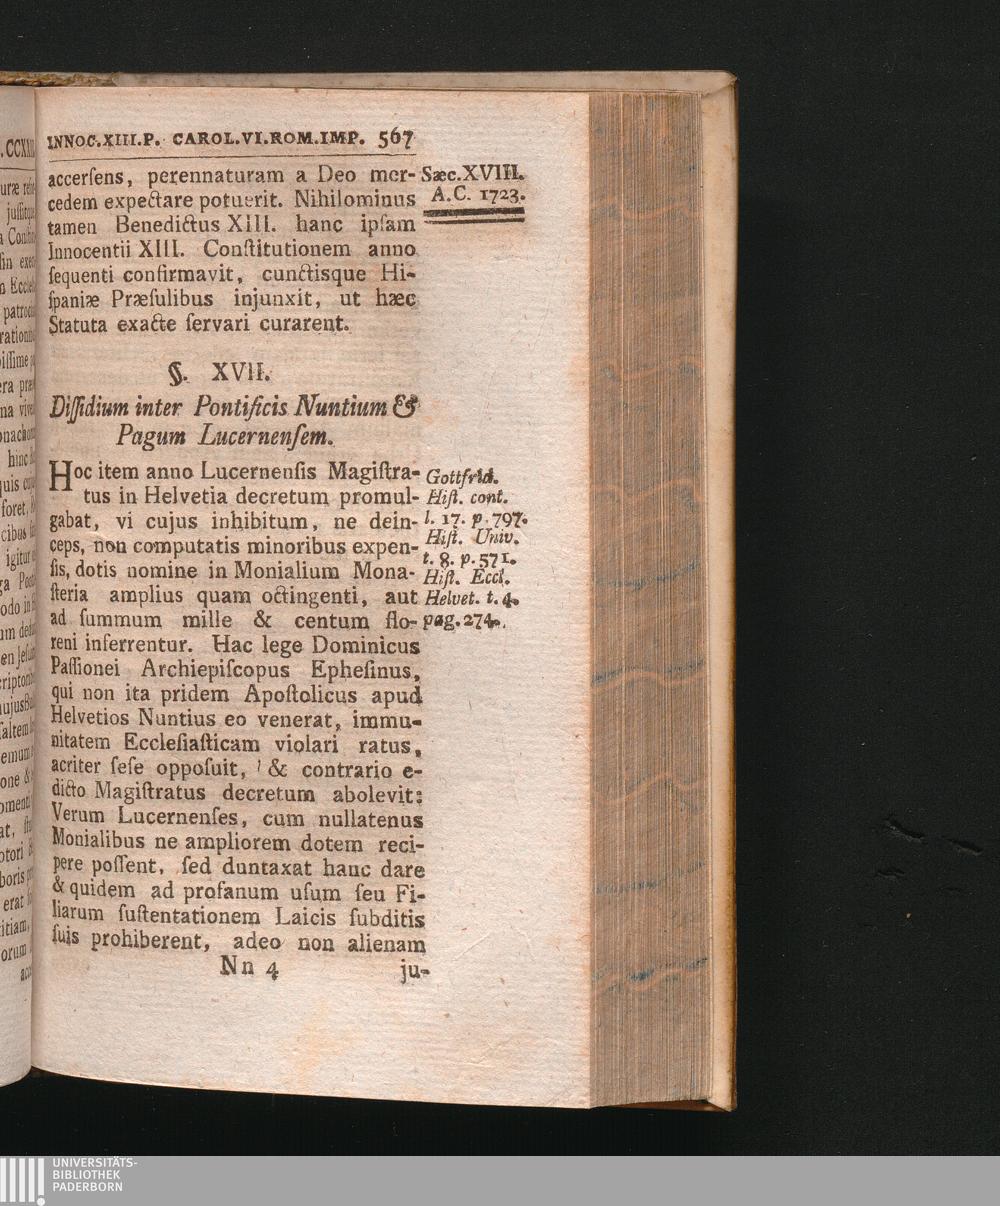 INNOC.XIII.P. CAROL.VI.ROM.IMP. 567
accerſens, perennaturam a Deo mer-
cedem expectare potuerit. Nihilominus
tamen Benedictus XIII. hanc ipſam
Innocentii XIII. Conſtitutionem anno
ſequenti confirmavit, cunctisque Hi-
ſpaniæ Præſulibus injunxit, ut hæc
Statuta exacte ſervari curarent.
Sæc.XVIII.
A.C. 1723.
§. XVII.
Diſſidium inter Pontificis Nuntium &
Pagum Lucernenſem.
Hoc item anno Lucernenſis Magiſtra-
tus in Helvetia decretum promul-
gabat, vi cujus inhibitum, ne dein-
ceps, non computatis minoribus expen-
ſis, dotis nomine in Monialium Mona-
ſteria amplius quam octingenti, aut
ad ſummum mille & centum flo-
reni inferrentur. Hac lege Dominicus
Paſſionei Archiepiſcopus Epheſinus,
qui non ita pridem Apoſtolicus apud
Helvetios Nuntius eo venerat, immu-
nitatem Eccleſiaſticam violari ratus,
acriter ſeſe oppoſuit, & contrario e-
dicto Magiſtratus decretum abolevit:
Verum Lucernenſes, cum nullatenus
Monialibus ne ampliorem dotem reci-
pere poſſent, ſed duntaxat hanc dare
& quidem ad profanum uſum ſeu Fi-
liarum ſuſtentationem Laicis ſubditis
ſuis prohiberent, adeo non alienam
Gottfrid.
Hiſt. cont.
l. 17. p. 797.
Hiſt. Univ.
t. 8. p. 571.
Hiſt. Eccl.
Helvet. t. 4.
pag. 274.
Nn 4 ju-
UNIVERSITÄTS-
BIBLIOTHEK
PADERBORN